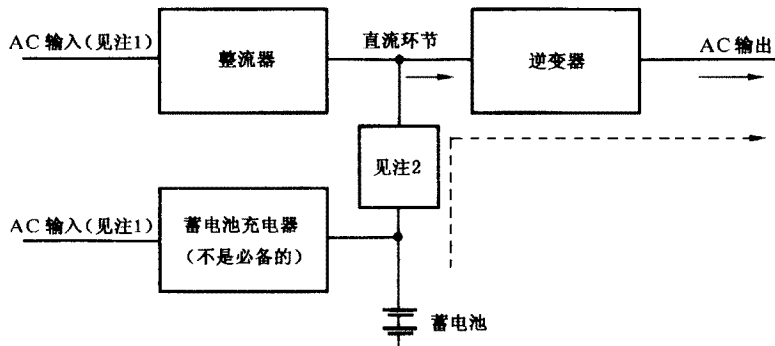 AC 输入(见注1)
整流器
直流环节
逆变器
AC 输出
见注2
AC 输入(见注1)
蓄电池充电器
(不是必备的)
蓄电池